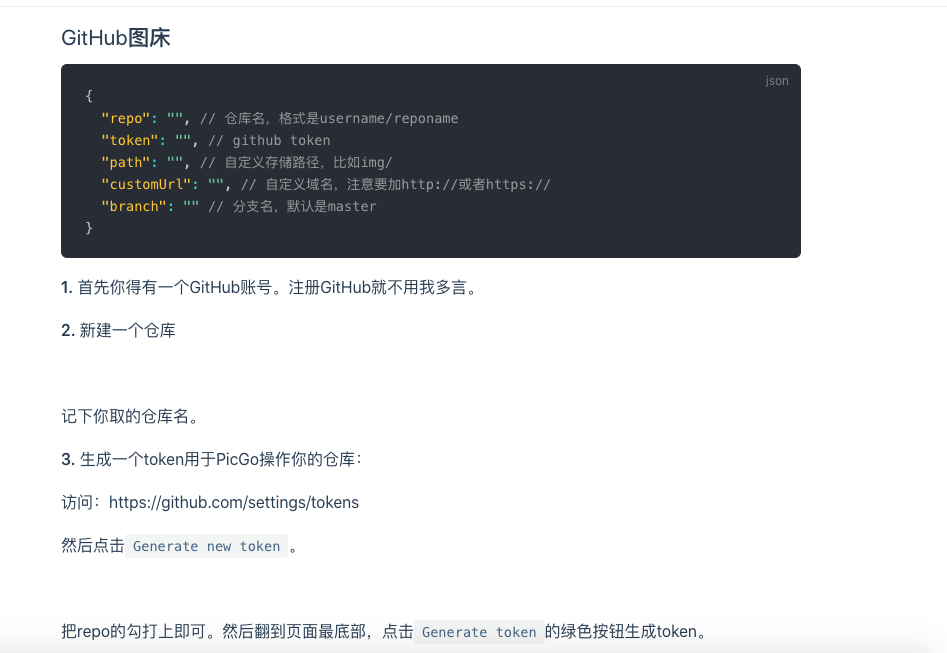 GitHub图床
json
{
"repo": "", // 仓库名，格式是username/reponame
"token": "", // github token
"path": "", // 自定义存储路径，比如img/
"customUrl": "", // 自定义域名，注意要加http://或者https://
"branch": "" // 分支名，默认是master
}
1. 首先你得有一个GitHub账号。注册GitHub就不用我多言。
2. 新建一个仓库
记下你取的仓库名。
3. 生成一个token用于PicGo操作你的仓库：
访问：https://github.com/settings/tokens
然后点击 Generate new token 。
把repo的勾打上即可。然后翻到页面最底部，点击 Generate token 的绿色按钮生成token。